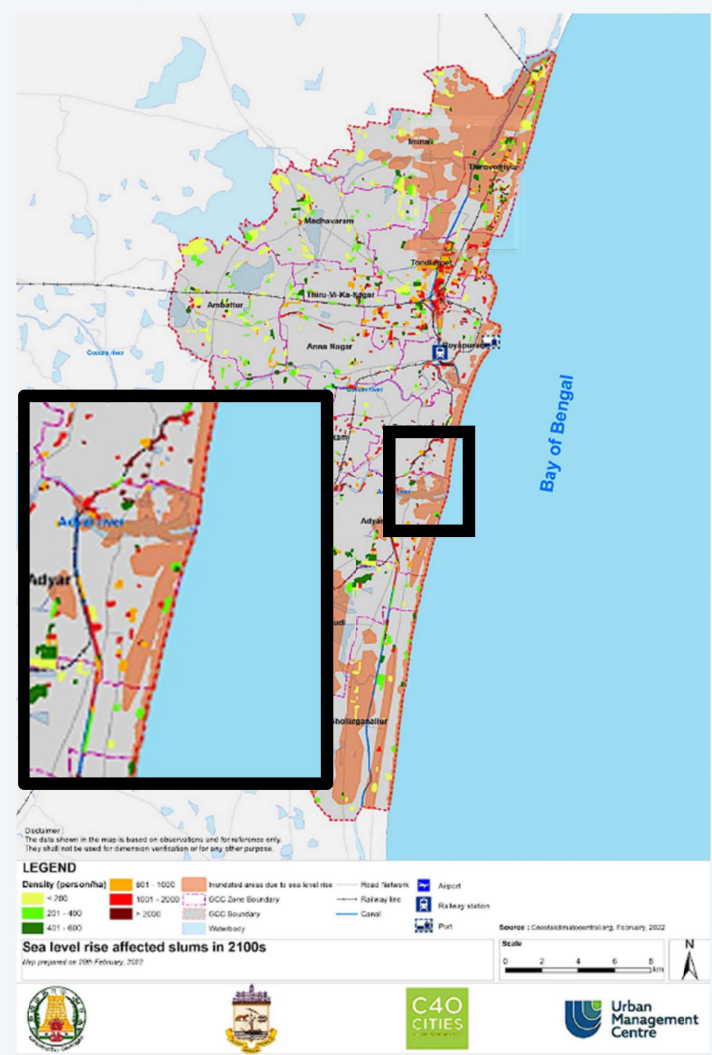 Manali
Thiruvottiyur
Madhavaram
Tondiarpet
Ambattur
Thiru-Vi-Ka-Nagar
Anna Nagar
Royapuram
Bay of Bengal
Adyar
Adyar river
Adyar
Sholinganallur
Disclaimer :
The data shown in the map is based on observations and for reference only.
They shall not be used for dimension verification or for any other purpose.
LEGEND
Density (person/ha)
< 200
201 - 400
401 - 600
801 - 1000
1001 - 2000
> 2000
Inundated areas due to sea level rise
GCC Zone Boundary
GCC Boundary
Waterbody
Road Network
Railway line
Canal
Airport
Railway station
Port
Source : Coastalclimatecentral.org, February, 2022
Sea level rise affected slums in 2100s
Map prepared on 25th February, 2022
Scale
0 2 4 6 8
km
N
C40
CITIES
Urban
Management
Centre